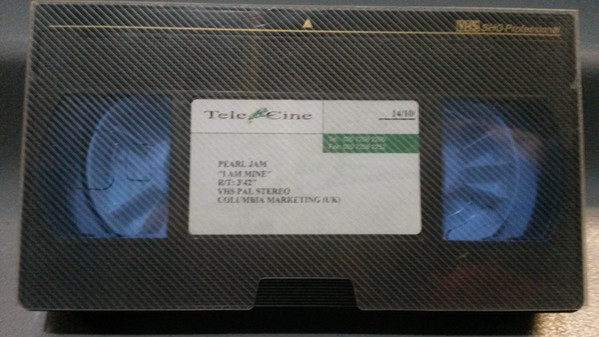 VHS SHG Professional
Tele Cine
14/10/
PEARL JAM
"I AM MINE"
R/T: 3'42"
VHS PAL STEREO
COLUMBIA MARKETING (UK)